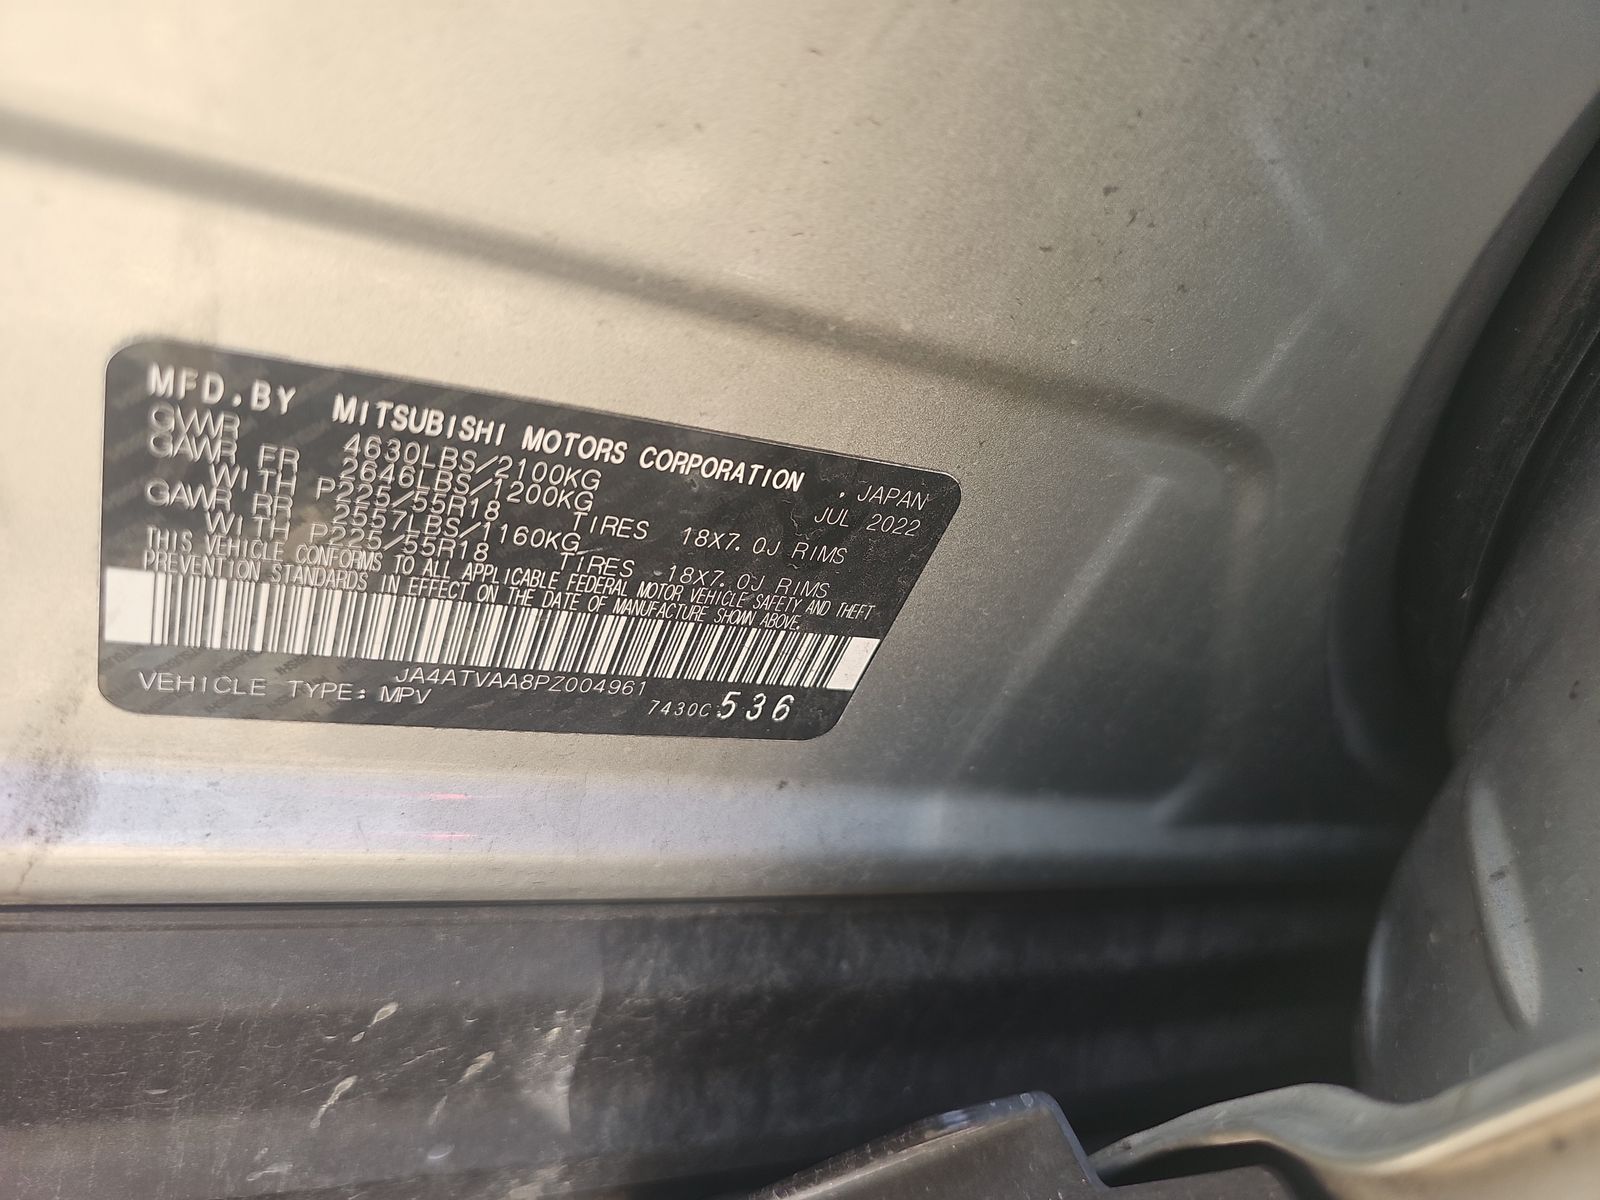 MFD.BY MITSUBISHI MOTORS CORPORATION , JAPAN
GVWR 4630LBS/2100KG JUL 2022
GAWR FR 2646LBS/1200KG
WITH P225/55R18 TIRES 18X7.0J RIMS
GAWR RR 2557LBS/1160KG
WITH P225/55R18 TIRES 18X7.0J RIMS
THIS VEHICLE CONFORMS TO ALL APPLICABLE FEDERAL MOTOR VEHICLE SAFETY AND THEFT
PREVENTION STANDARDS IN EFFECT ON THE DATE OF MANUFACTURE SHOWN ABOVE.
JA4ATVAA8PZ004961
VEHICLE TYPE: MPV 7430C 536